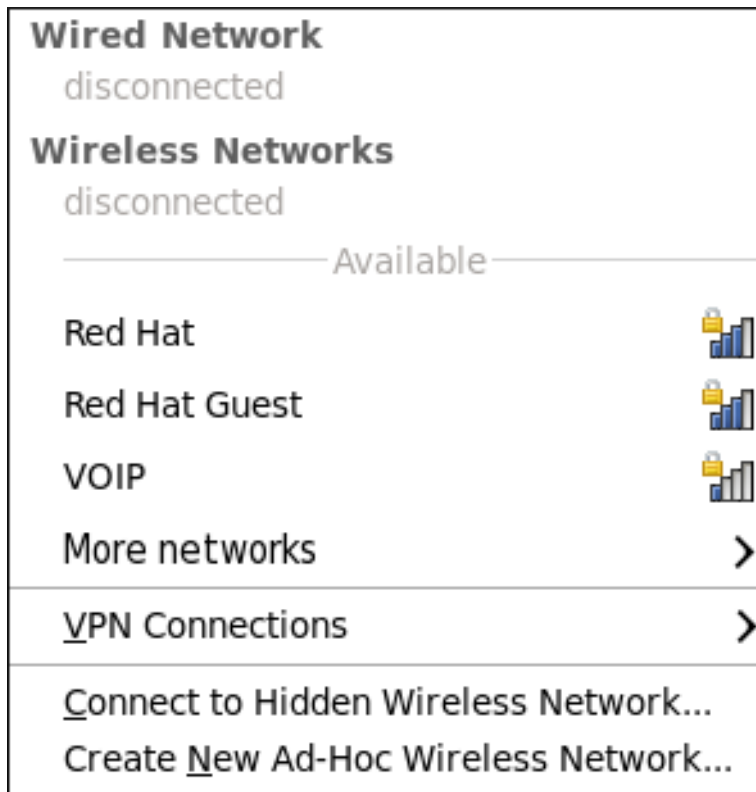 Wired Network
disconnected
Wireless Networks
disconnected
Available
Red Hat
Red Hat Guest
VOIP
More networks
VPN Connections
Connect to Hidden Wireless Network...
Create New Ad-Hoc Wireless Network...